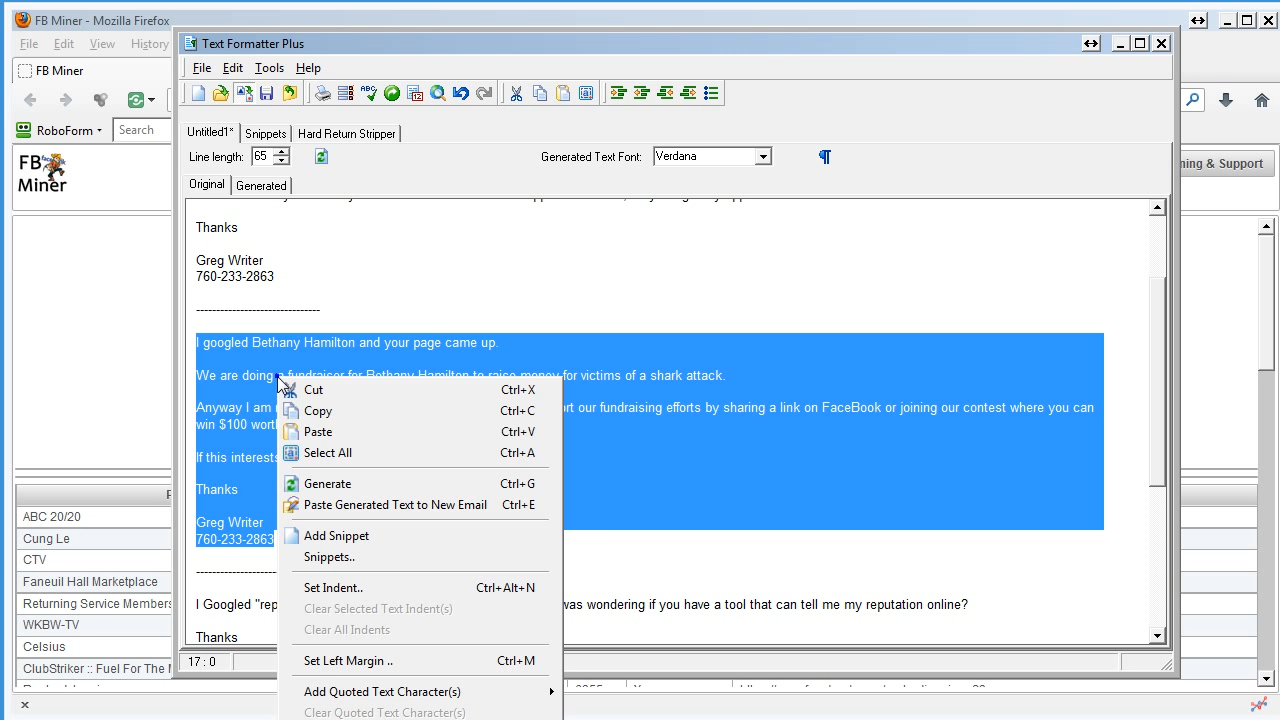 FB Miner - Mozilla Firefox
File Edit View History
FB Miner
RoboForm
Search
FB Miner
ning & Support
ABC 20/20
Cung Le
CTV
Faneuil Hall Marketplace
Returning Service Members
WKBW-TV
Celsius
ClubStriker :: Fuel For The
Text Formatter Plus
File Edit Tools Help
Untitled1* Snippets Hard Return Stripper
Line length: 65 Generated Text Font: Verdana
Original Generated
Thanks
Greg Writer
760-233-2863
-------------------------------
I googled Bethany Hamilton and your page came up.
We are doing a fundraiser for Bethany Hamilton to raise money for victims of a shark attack.
Anyway I am rt our fundraising efforts by sharing a link on FaceBook or joining our contest where you can
win $100 wort
If this interests
Thanks
Greg Writer
760-233-2863
--------------------
I Googled "rep was wondering if you have a tool that can tell me my reputation online?
Thanks
17 : 0
Cut Ctrl+X
Copy Ctrl+C
Paste Ctrl+V
Select All Ctrl+A
Generate Ctrl+G
Paste Generated Text to New Email Ctrl+E
Add Snippet
Snippets..
Set Indent.. Ctrl+Alt+N
Clear Selected Text Indent(s)
Clear All Indents
Set Left Margin .. Ctrl+M
Add Quoted Text Character(s)
Clear Quoted Text Character(s)